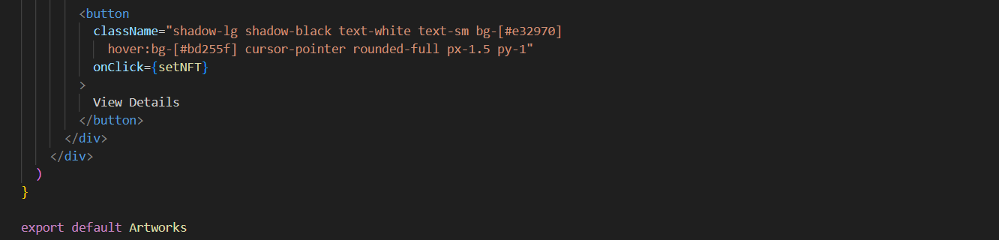 <button
className="shadow-lg shadow-black text-white text-sm bg-[#e32970]
hover:bg-[#bd255f] cursor-pointer rounded-full px-1.5 py-1"
onClick={setNFT}
>
View Details
</button>
</div>
</div>
)
}
export default Artworks